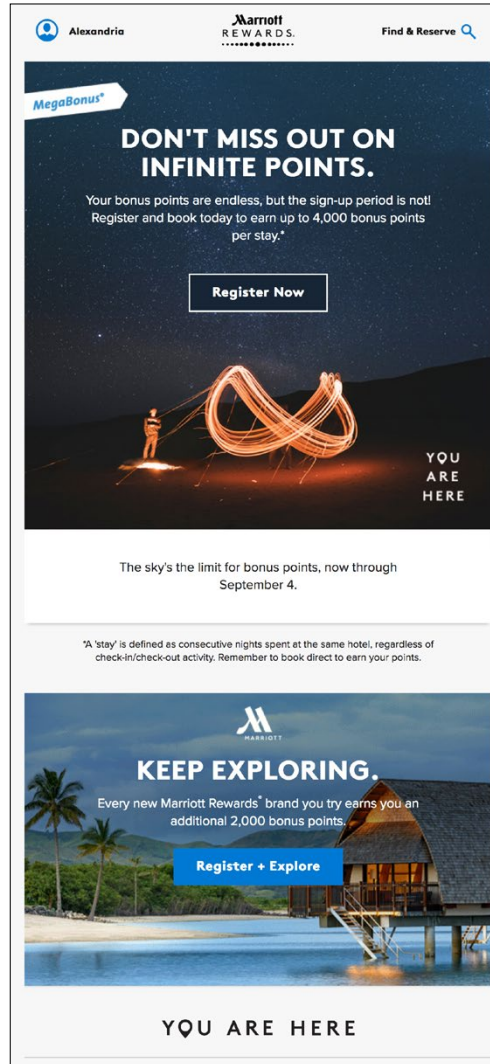 Alexandria
Marriott
REWARDS.
Find & Reserve
MegaBonus®
DON'T MISS OUT ON
INFINITE POINTS.
Your bonus points are endless, but the sign-up period is not!
Register and book today to earn up to 4,000 bonus points
per stay.*
Register Now
YOU
ARE
HERE
The sky's the limit for bonus points, now through
September 4.
*A 'stay' is defined as consecutive nights spent at the same hotel, regardless of
check-in/check-out activity. Remember to book direct to earn your points.
MARRIOTT
KEEP EXPLORING.
Every new Marriott Rewards® brand you try earns you an
additional 2,000 bonus points.
Register + Explore
YOU ARE HERE